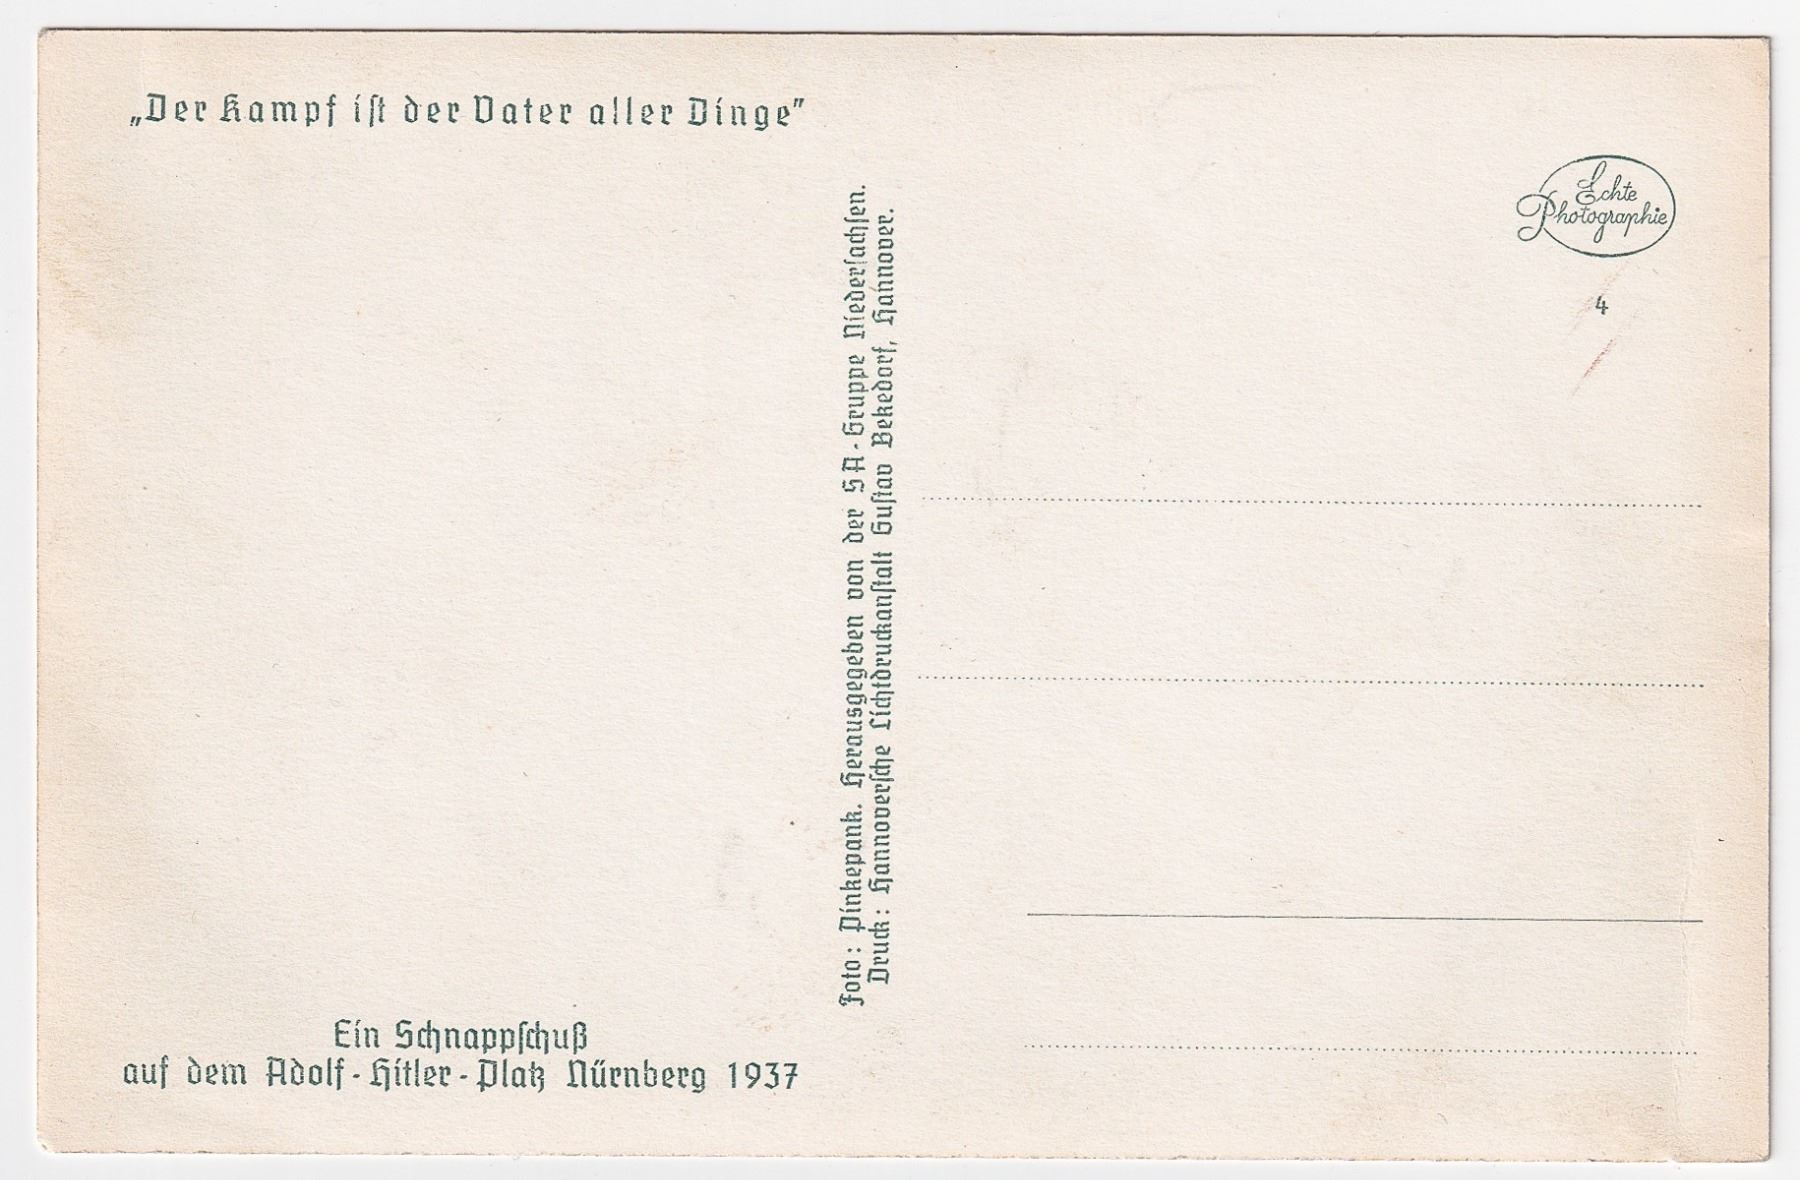 „Der Kampf ist der Vater aller Dinge"
Foto: Pinkepank. Herausgegeben von der SA-Gruppe Niedersachsen.
Druck: Hannoversche Lichtdruckanstalt Gustav Bekedorf, Hannover.
Echte
Photographie
4
Ein Schnappschuß
auf dem Adolf-Hitler-Platz Nürnberg 1937